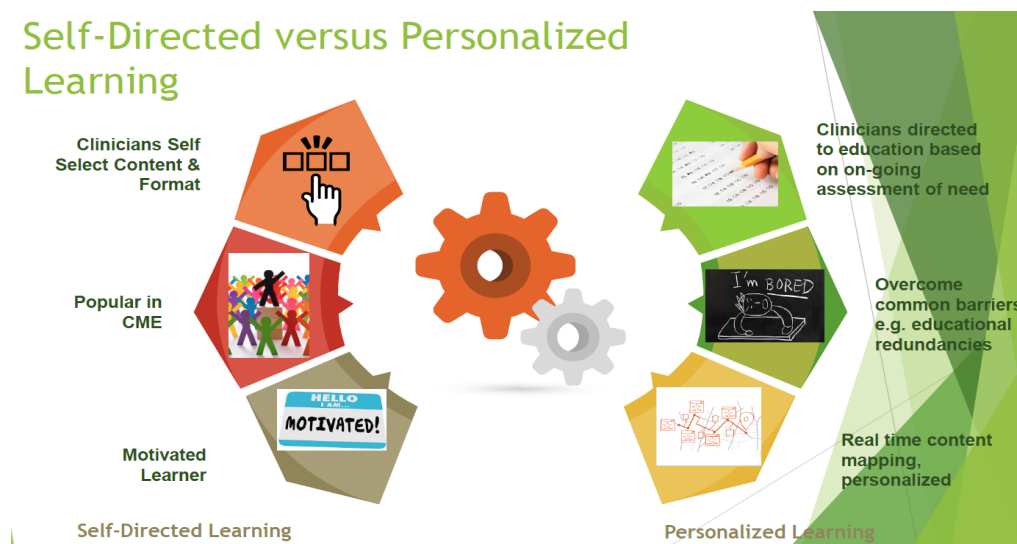 Self-Directed versus Personalized
Learning
Clinicians Self
Select Content &
Format
Popular in
CME
HELLO
I AM...
MOTIVATED!
Motivated
Learner
Self-Directed Learning
Clinicians directed
to education based
on on-going
assessment of need
I'm BORED
Overcome
common barriers
e.g. educational
redundancies
Real time content
mapping,
personalized
Personalized Learning